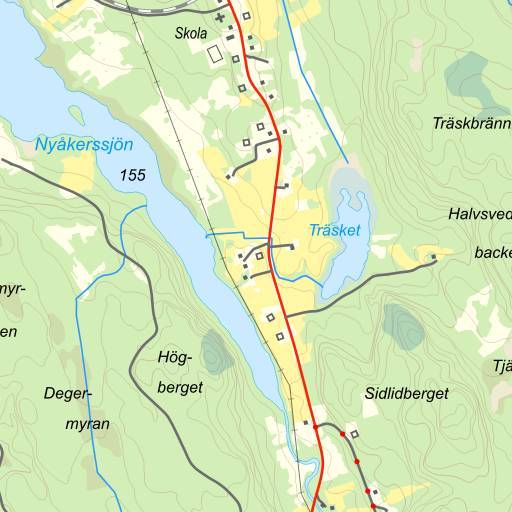 Skola
Träskbränn
Nyåkerssjön
155
Halvsved
Träsket
backe
myr-
en
Hög-
berget
Tjä
Deger-
myran
Sidlidberget